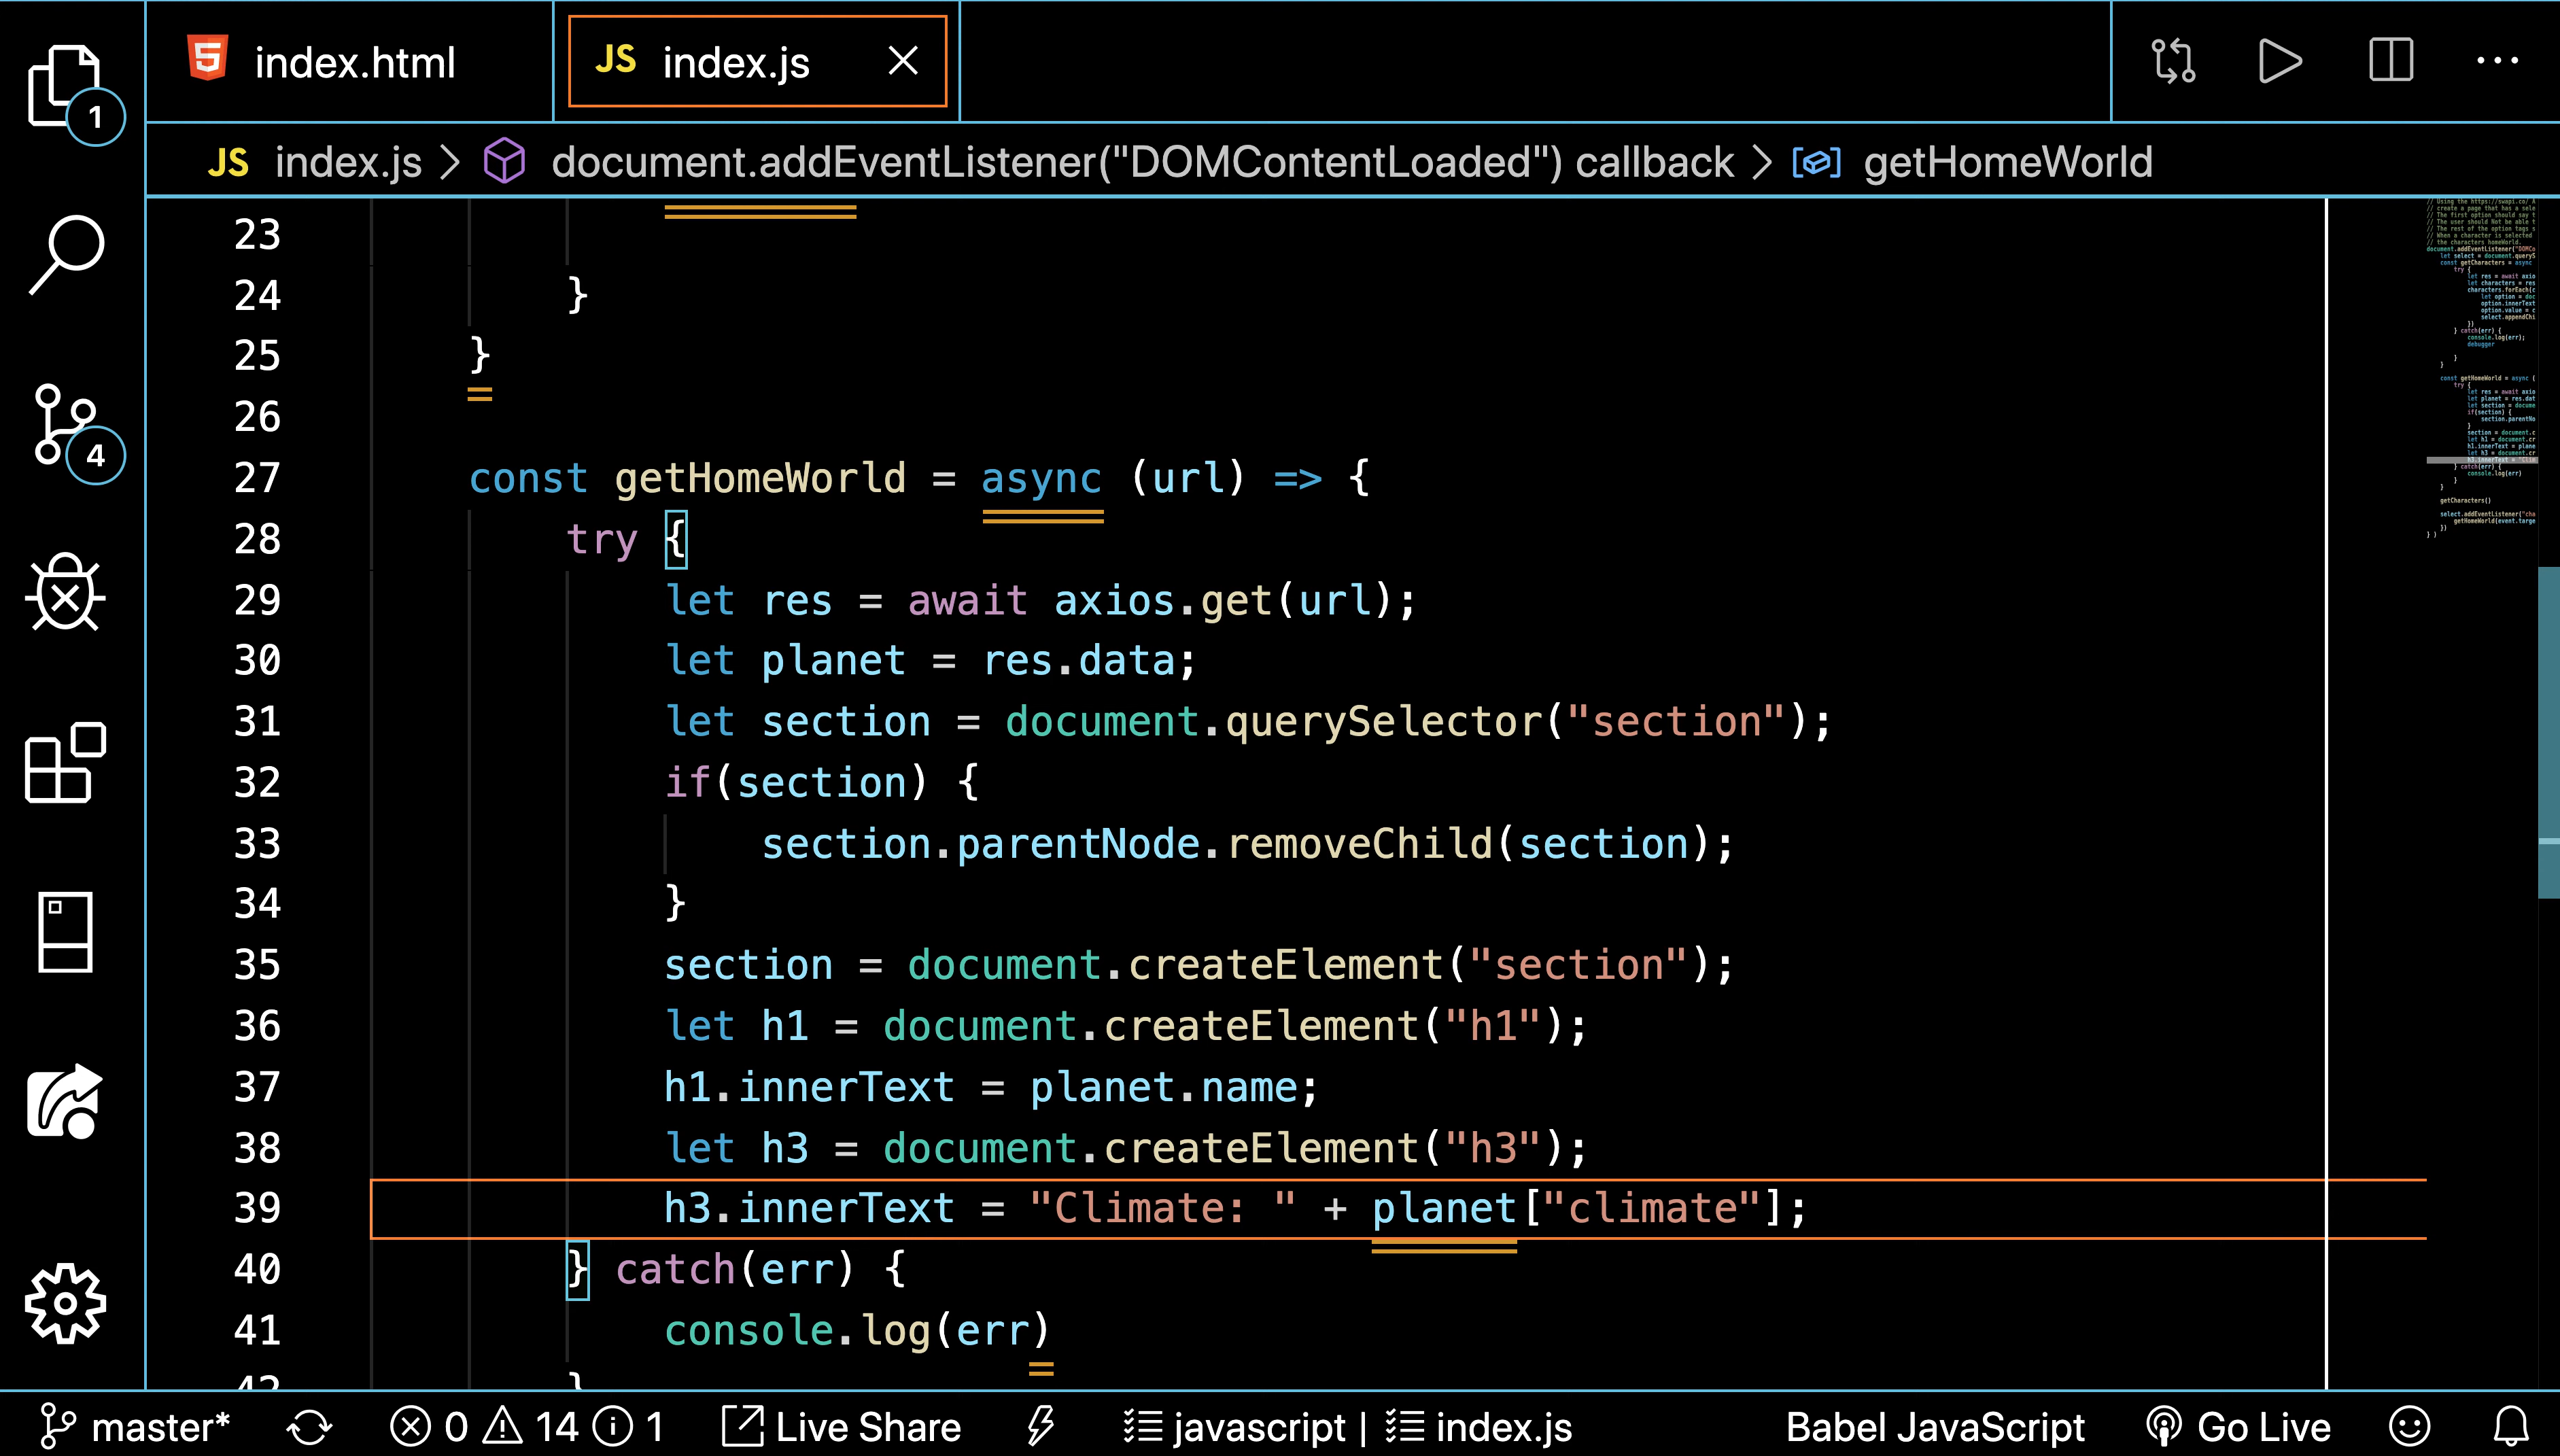 index.html
JS index.js
JS index.js document.addEventListener("DOMContentLoaded") callback getHomeWorld
1
4
23
24 }
25 }
26
27 const getHomeWorld = async (url) => {
28 try {
29 let res = await axios.get(url);
30 let planet = res.data;
31 let section = document.querySelector("section");
32 if(section) {
33 section.parentNode.removeChild(section);
34 }
35 section = document.createElement("section");
36 let h1 = document.createElement("h1");
37 h1.innerText = planet.name;
38 let h3 = document.createElement("h3");
39 h3.innerText = "Climate: " + planet["climate"];
40 } catch(err) {
41 console.log(err)
42 }
master* 0 14 1 Live Share javascript | index.js Babel JavaScript Go Live